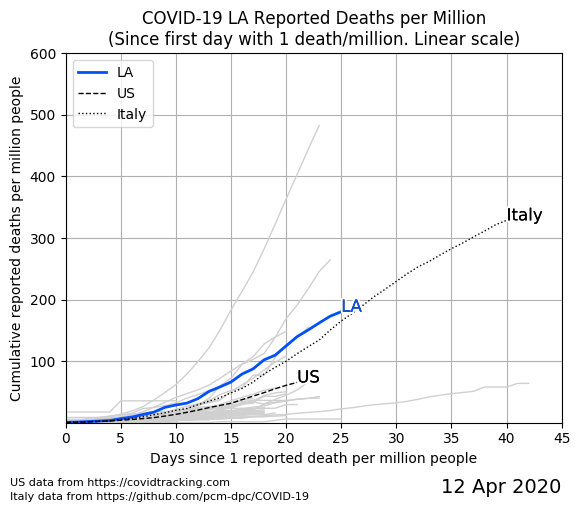 COVID-19 LA Reported Deaths per Million
(Since first day with 1 death/million. Linear scale)
Cumulative reported deaths per million people
600
500
400
300
200
100
LA
US
Italy
Italy
LA
US
0 5 10 15 20 25 30 35 40 45
Days since 1 reported death per million people
US data from https://covidtracking.com
Italy data from https://github.com/pcm-dpc/COVID-19
12 Apr 2020